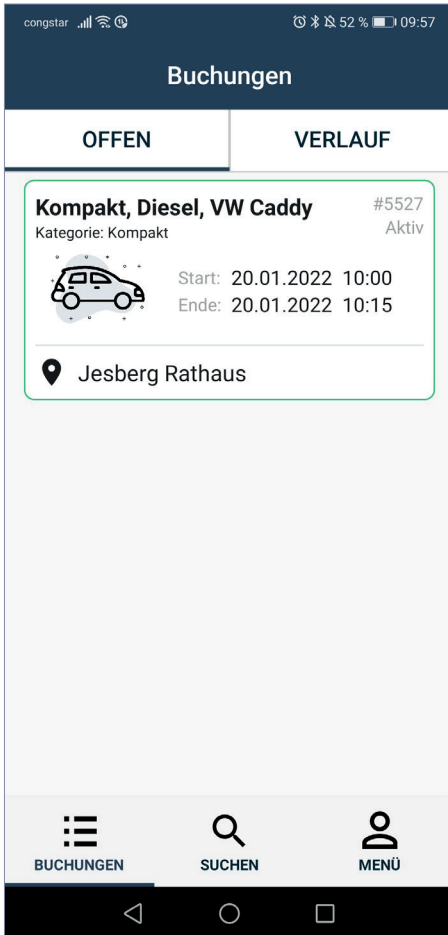 congstar 52 % 09:57
Buchungen
OFFEN VERLAUF
Kompakt, Diesel, VW Caddy #5527
Kategorie: Kompakt Aktiv
Start: 20.01.2022 10:00
Ende: 20.01.2022 10:15
Jesberg Rathaus
BUCHUNGEN SUCHEN MENÜ